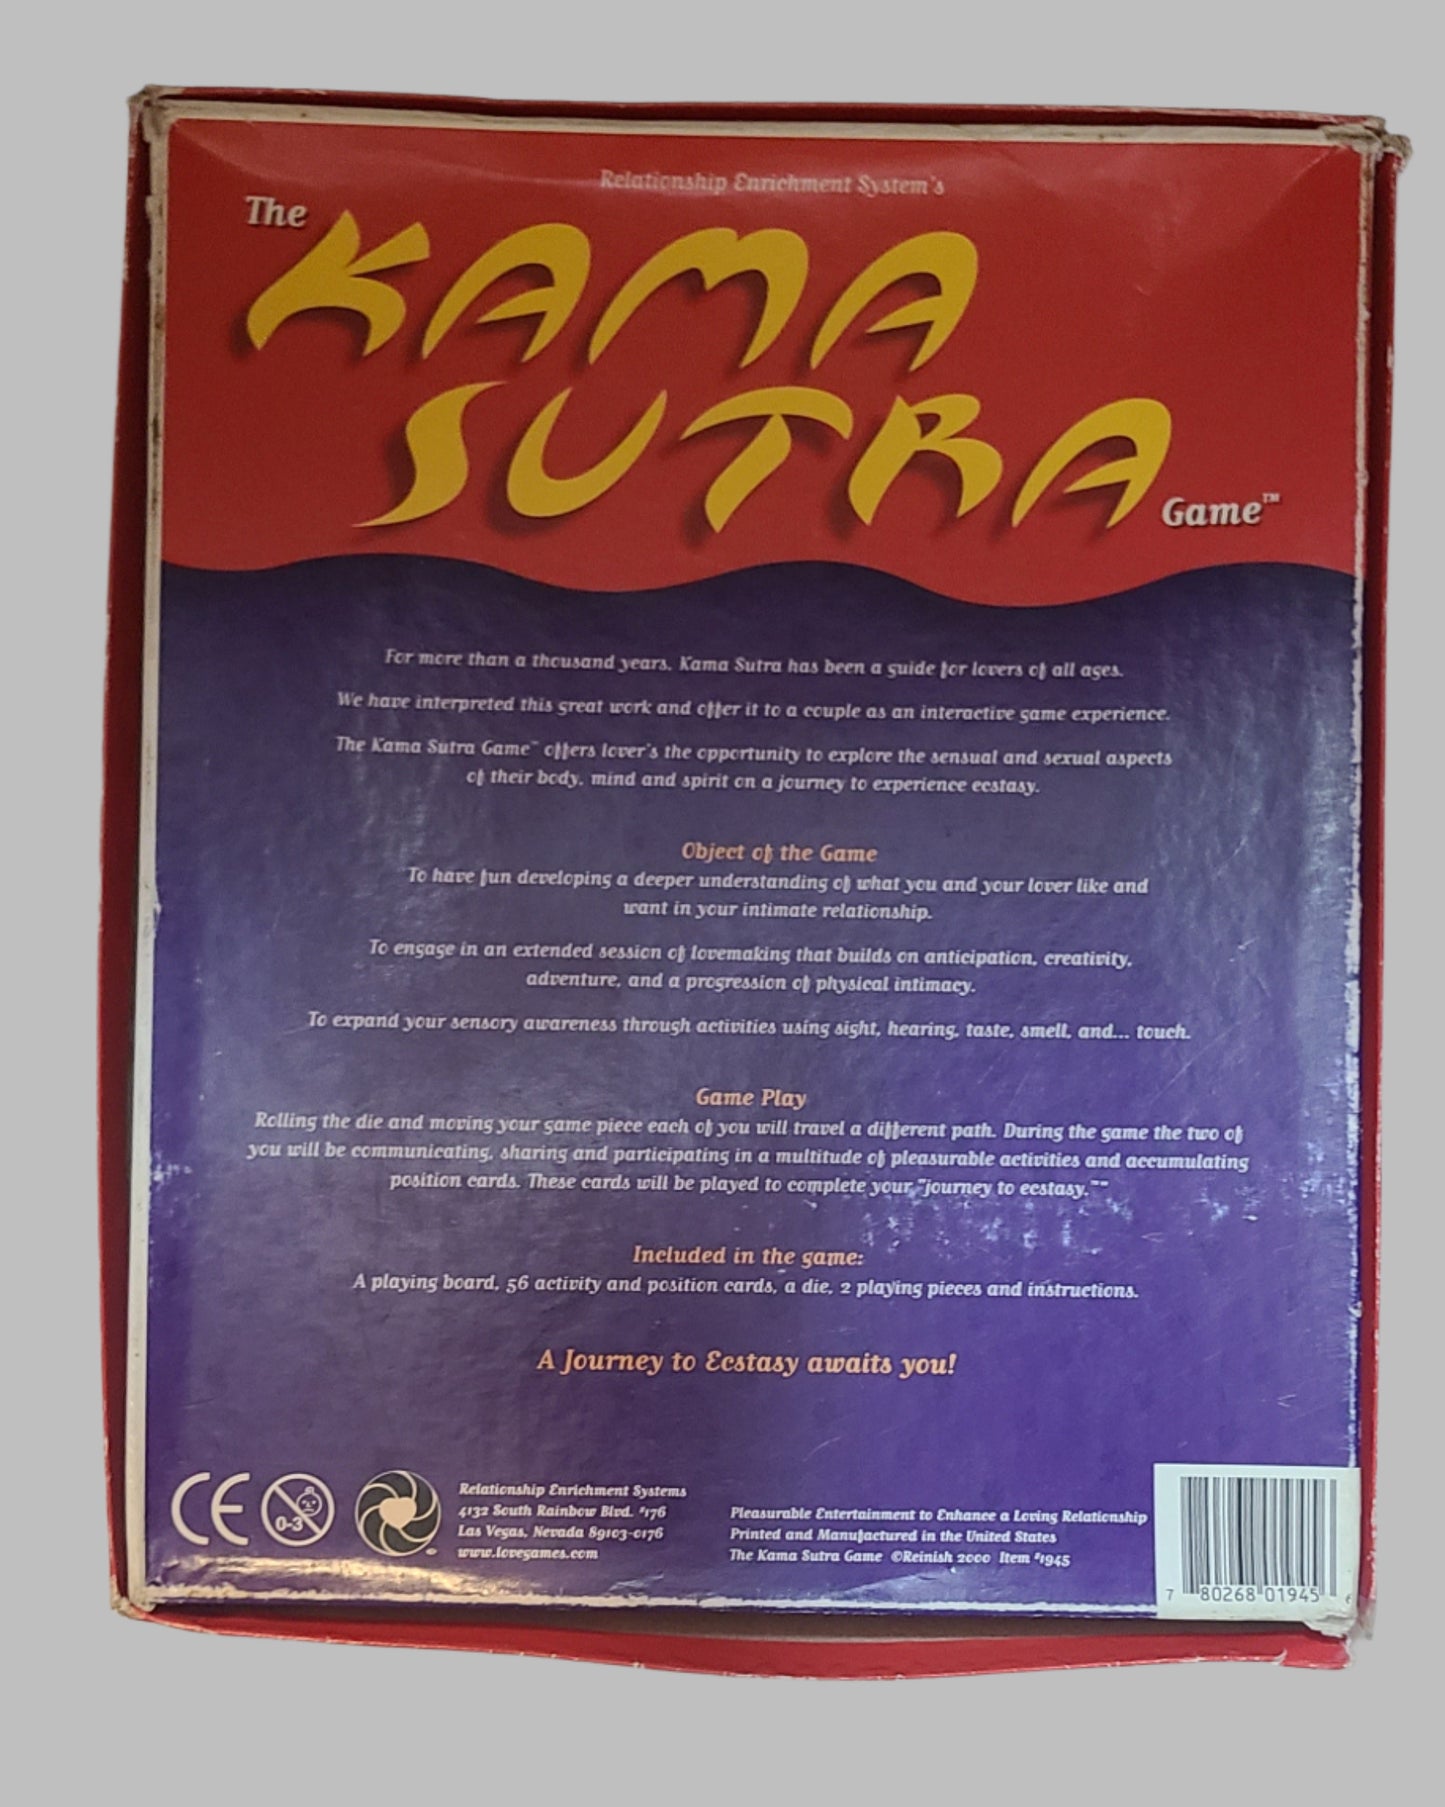 Relationship Enrichment System's
The
KAMA
SUTRA
Game™
For more than a thousand years, Kama Sutra has been a guide for lovers of all ages.
We have interpreted this great work and offer it to a couple as an interactive game experience.
The Kama Sutra Game™ offers lover's the opportunity to explore the sensual and sexual aspects
of their body, mind and spirit on a journey to experience ecstasy.
Object of the Game
To have fun developing a deeper understanding of what you and your lover like and
want in your intimate relationship.
To engage in an extended session of lovemaking that builds on anticipation, creativity,
adventure, and a progression of physical intimacy.
To expand your sensory awareness through activities using sight, hearing, taste, smell, and... touch.
Game Play
Rolling the die and moving your game piece each of you will travel a different path. During the game the two of
you will be communicating, sharing and participating in a multitude of pleasurable activities and accumulating
position cards. These cards will be played to complete your "journey to ecstasy."™
Included in the game:
A playing board, 56 activity and position cards, a die, 2 playing pieces and instructions.
A Journey to Ecstasy awaits you!
CE
0-3
Relationship Enrichment Systems
4132 South Rainbow Blvd. #176
Las Vegas, Nevada 89103-0176
www.lovegames.com
Pleasurable Entertainment to Enhance a Loving Relationship
Printed and Manufactured in the United States
The Kama Sutra Game ©Reinish 2000 Item #1945
7 80268 01945 6